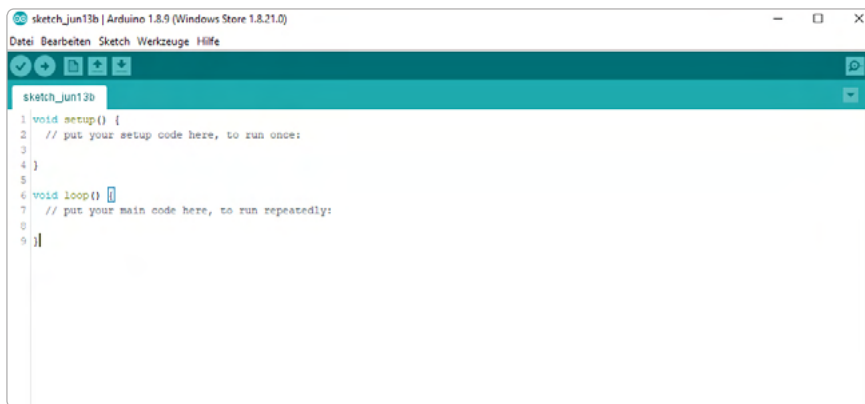 sketch_jun13b | Arduino 1.8.9 (Windows Store 1.8.21.0)
Datei Bearbeiten Sketch Werkzeuge Hilfe
sketch_jun13b
1 void setup() {
2 // put your setup code here, to run once:
3
4 }
5
6 void loop() {
7 // put your main code here, to run repeatedly:
8
9 }